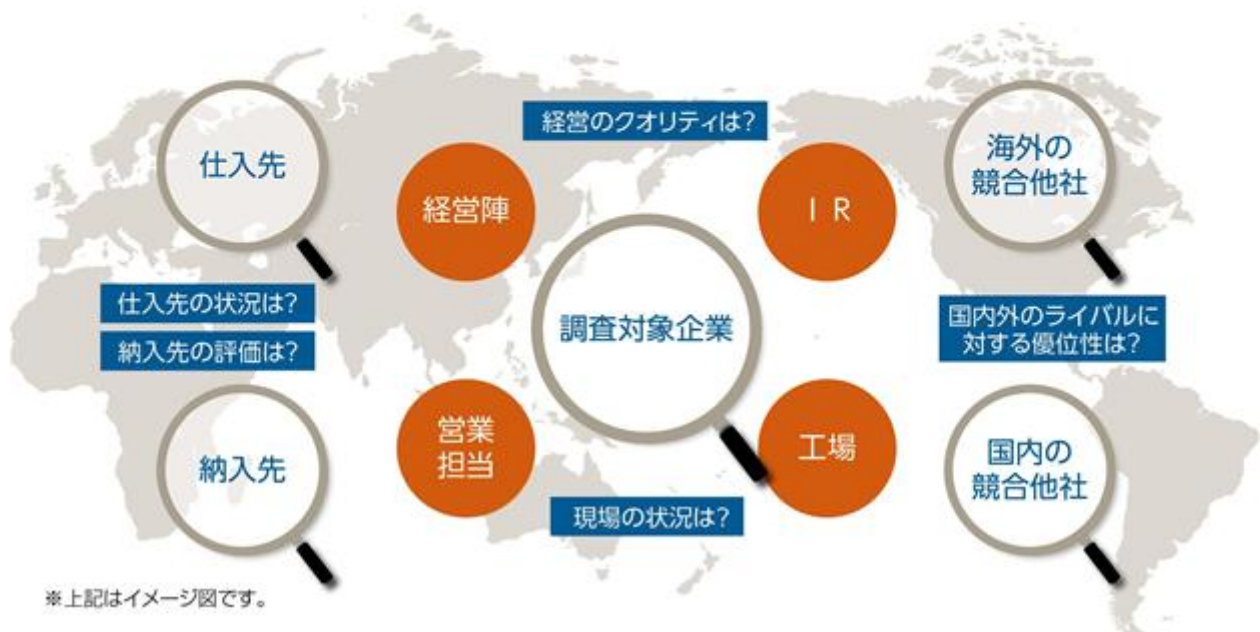 経営のクオリティは?
仕入先
経営陣
I R
海外の
競合他社
調査対象企業
仕入先の状況は?
納入先の評価は?
国内外のライバルに
対する優位性は?
納入先
営業
担当
工場
国内の
競合他社
現場の状況は?
※上記はイメージ図です。